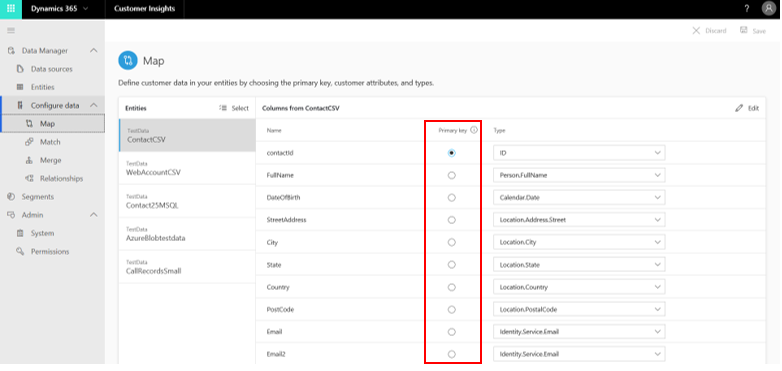 Dynamics 365 Customer Insights ?
Discard Save
Data Manager
Data sources
Entities
Configure data
Map
Match
Merge
Relationships
Segments
Admin
System
Permissions
Map
Define customer data in your entities by choosing the primary key, customer attributes, and types.
Entities Select
TestData
ContactCSV
TestData
WebAccountCSV
TestData
Contact25MSQL
TestData
AzureBlobtestdata
TestData
CallRecordsSmall
Columns from ContactCSV Edit
Name Primary key Type
contactId ID
FullName Person.FullName
DateOfBirth Calendar.Date
StreetAddress Location.Address.Street
City Location.City
State Location.State
Country Location.Country
PostCode Location.PostalCode
Email Identity.Service.Email
Email2 Identity.Service.Email